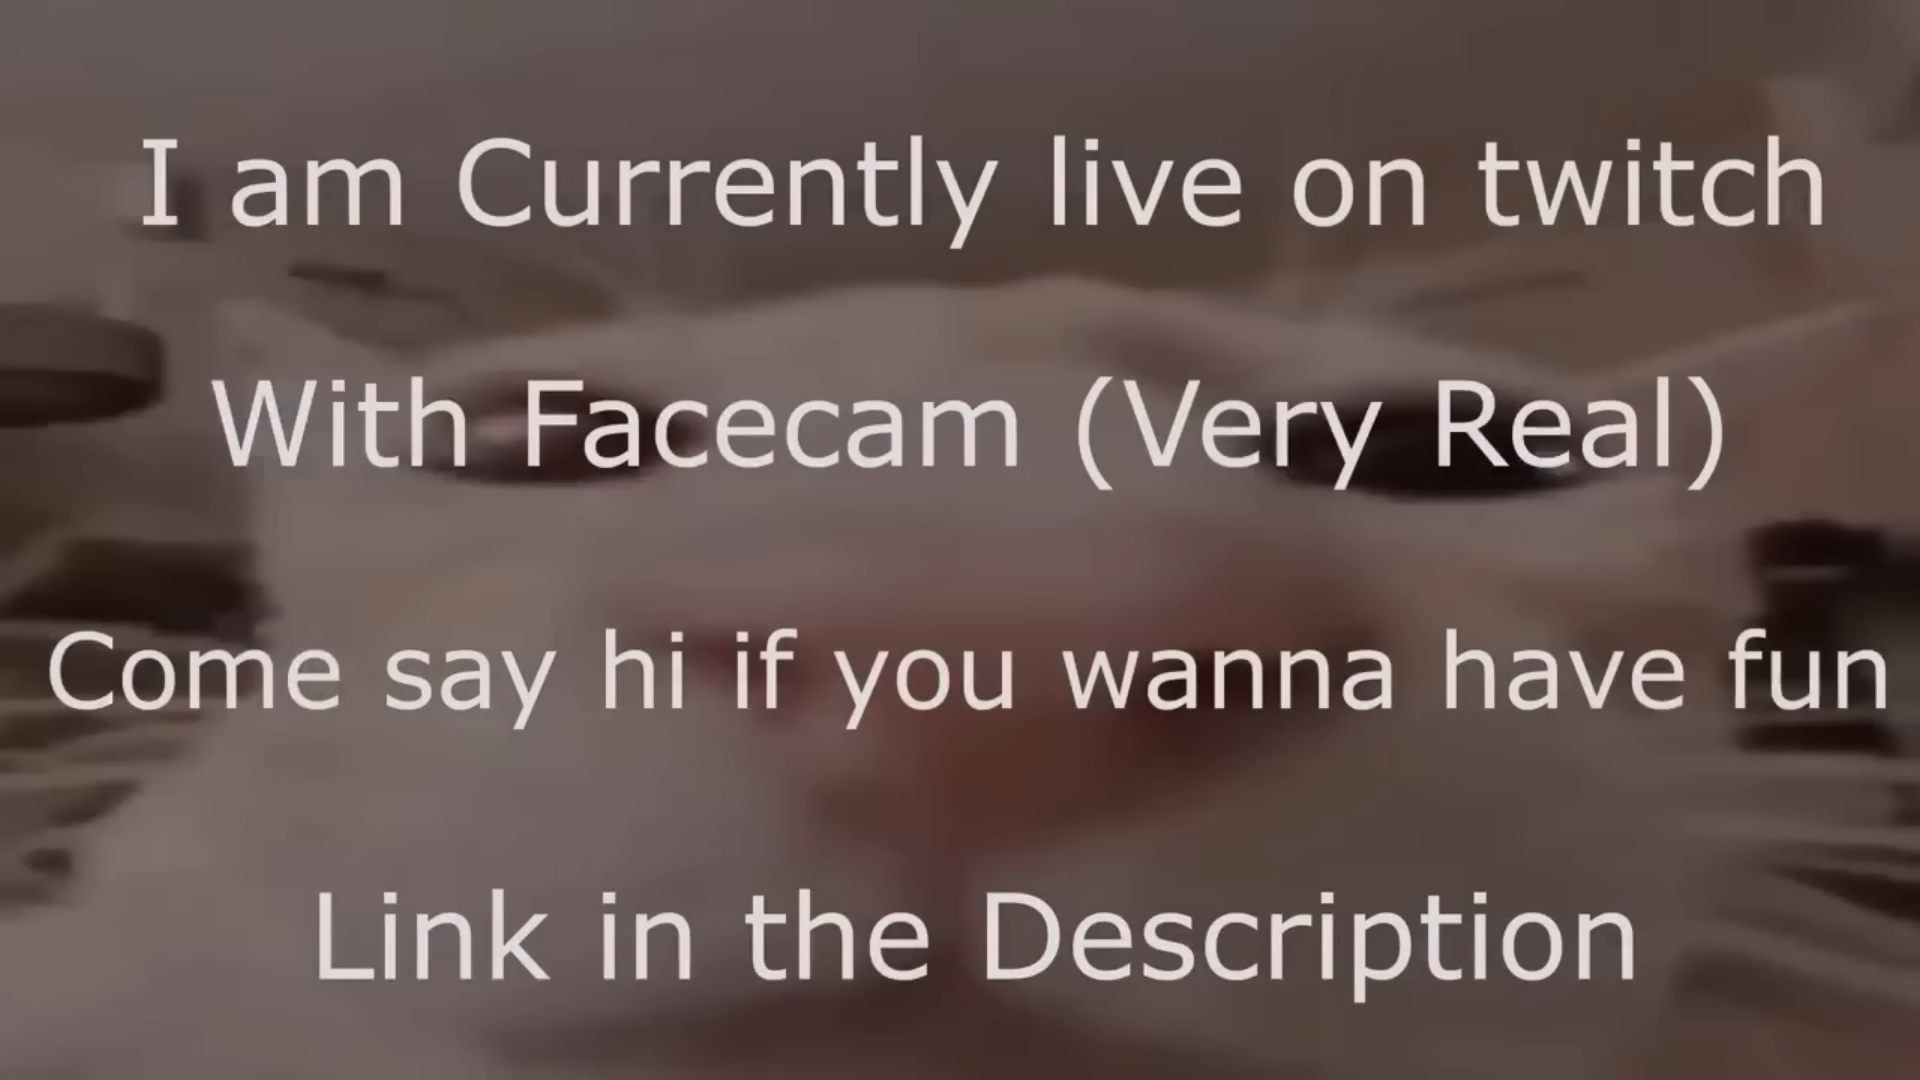 I am Currently live on twitch
With Facecam (Very Real)
Come say hi if you wanna have fun
Link in the Description